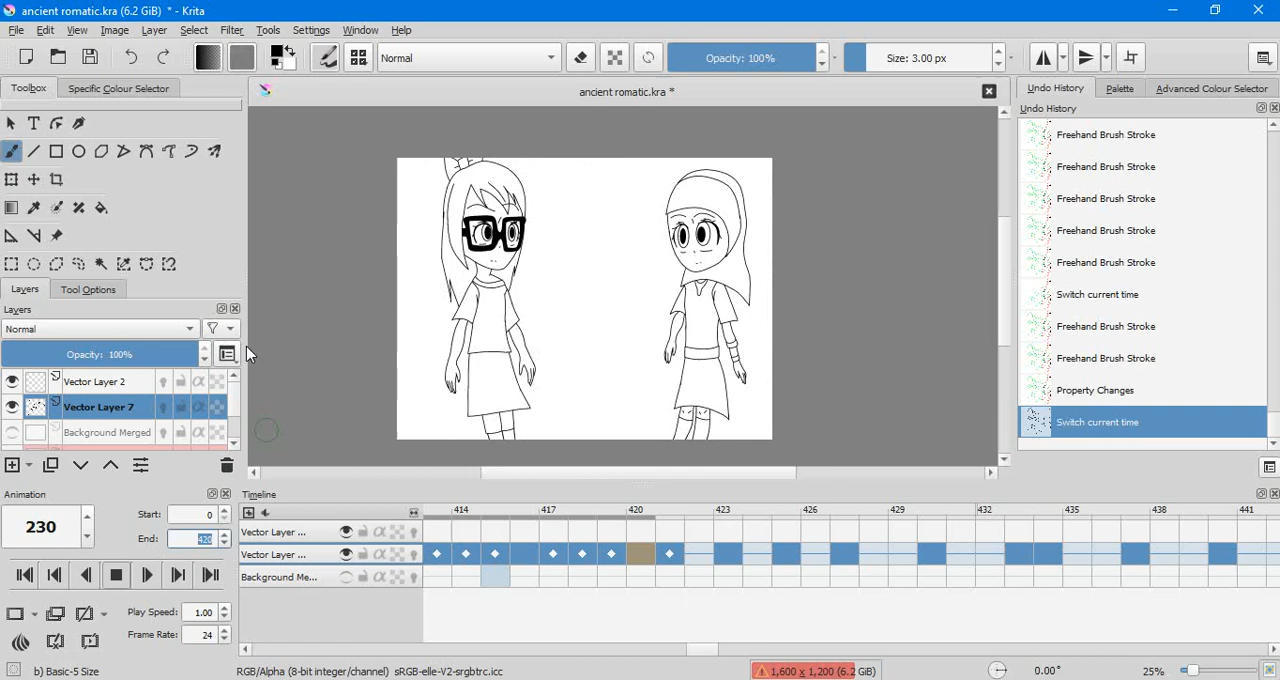 ancient romatic.kra (6.2 GiB) * - Krita
File Edit View Image Layer Select Filter Tools Settings Window Help
Normal Opacity: 100% Size: 3.00 px
Toolbox Specific Colour Selector
ancient romatic.kra *
Undo History Palette Advanced Colour Selector
Undo History
Freehand Brush Stroke
Freehand Brush Stroke
Freehand Brush Stroke
Freehand Brush Stroke
Freehand Brush Stroke
Switch current time
Freehand Brush Stroke
Freehand Brush Stroke
Property Changes
Switch current time
Layers Tool Options
Layers
Normal
Opacity: 100%
Vector Layer 2
Vector Layer 7
Background Merged
Animation
230
Start: 0
End: 420
Play Speed: 1.00
Frame Rate: 24
Timeline
414 417 420 423 426 429 432 435 438 441
Vector Layer ...
Vector Layer ...
Background Me...
b) Basic-5 Size
RGB/Alpha (8-bit integer/channel) sRGB-elle-V2-srgbtrc.icc
1,600 x 1,200 (6.2 GiB)
0.00°
25%